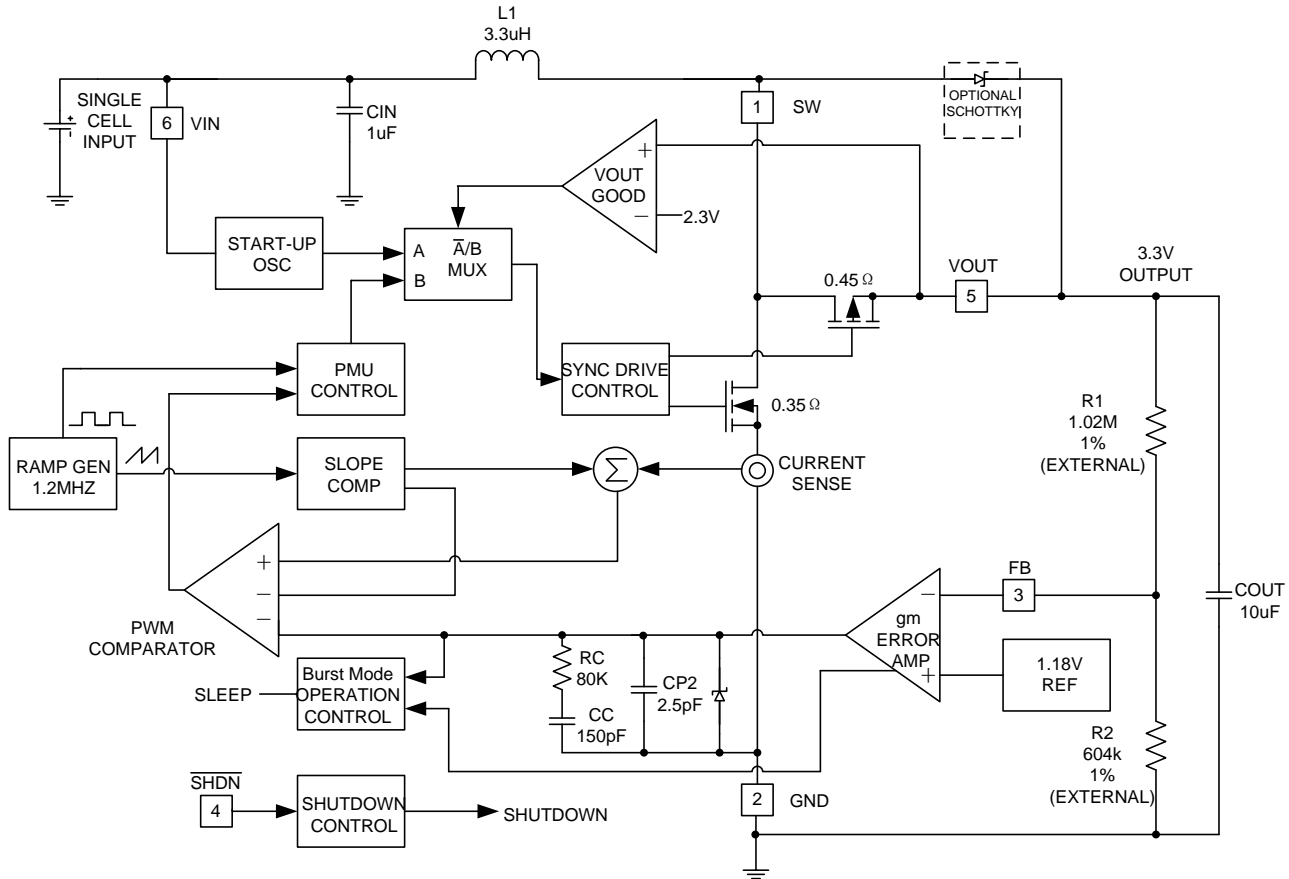 L1
3.3uH
SINGLE
CELL
INPUT
6
VIN
CIN
1uF
1
SW
OPTIONAL
SCHOTTKY
VOUT
GOOD
+
−
2.3V
START-UP
OSC
A
B
A̅/B
MUX
0.45Ω
VOUT
5
3.3V
OUTPUT
PMU
CONTROL
SYNC DRIVE
CONTROL
0.35Ω
R1
1.02M
1%
(EXTERNAL)
RAMP GEN
1.2MHZ
SLOPE
COMP
Σ
CURRENT
SENSE
+
−
−
PWM
COMPARATOR
FB
3
COUT
10uF
−
gm
ERROR
AMP
+
1.18V
REF
SLEEP
Burst Mode
OPERATION
CONTROL
RC
80K
CC
150pF
CP2
2.5pF
R2
604k
1%
(EXTERNAL)
S̅H̅D̅N̅
4
SHUTDOWN
CONTROL
SHUTDOWN
2
GND